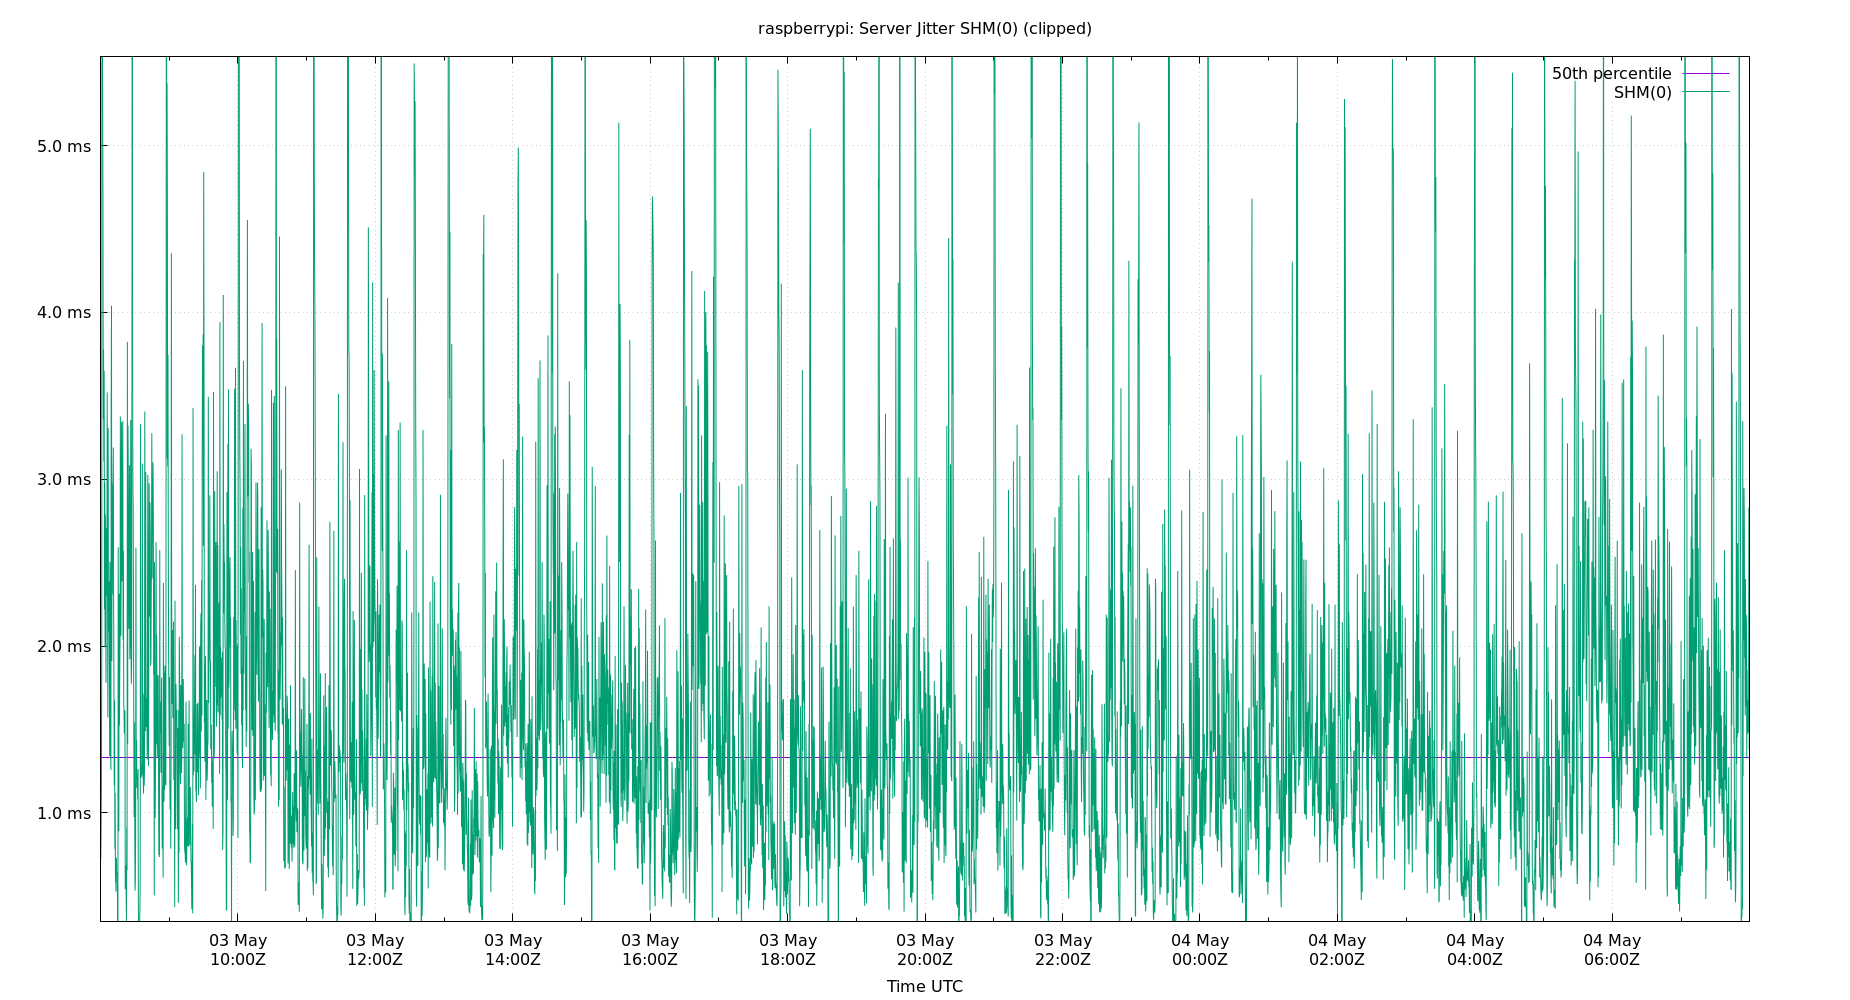 raspberrypi: Server Jitter SHM(0) (clipped)
50th percentile
SHM(0)
5.0 ms
4.0 ms
3.0 ms
2.0 ms
1.0 ms
03 May 03 May 03 May 03 May 03 May 03 May 03 May 04 May 04 May 04 May 04 May
10:00Z 12:00Z 14:00Z 16:00Z 18:00Z 20:00Z 22:00Z 00:00Z 02:00Z 04:00Z 06:00Z
Time UTC